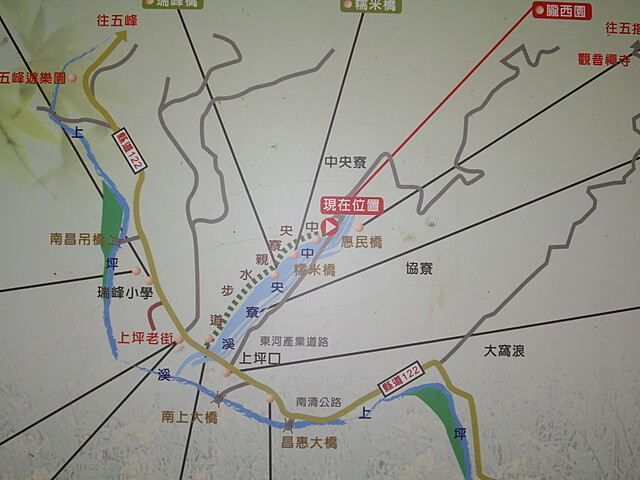 瑞峰橋
糯米橋
隴西園
往五峰
往五指
觀音禪寺
五峰遊樂園
上
縣道122
中央寮
現在位置
中央寮親水步道
惠民橋
糯米橋
中央寮溪
南昌吊橋
坪
瑞峰小學
協寮
上坪老街
東河產業道路
上坪口
大窩浪
溪
縣道122
南清公路
南上大橋
上
昌惠大橋
坪